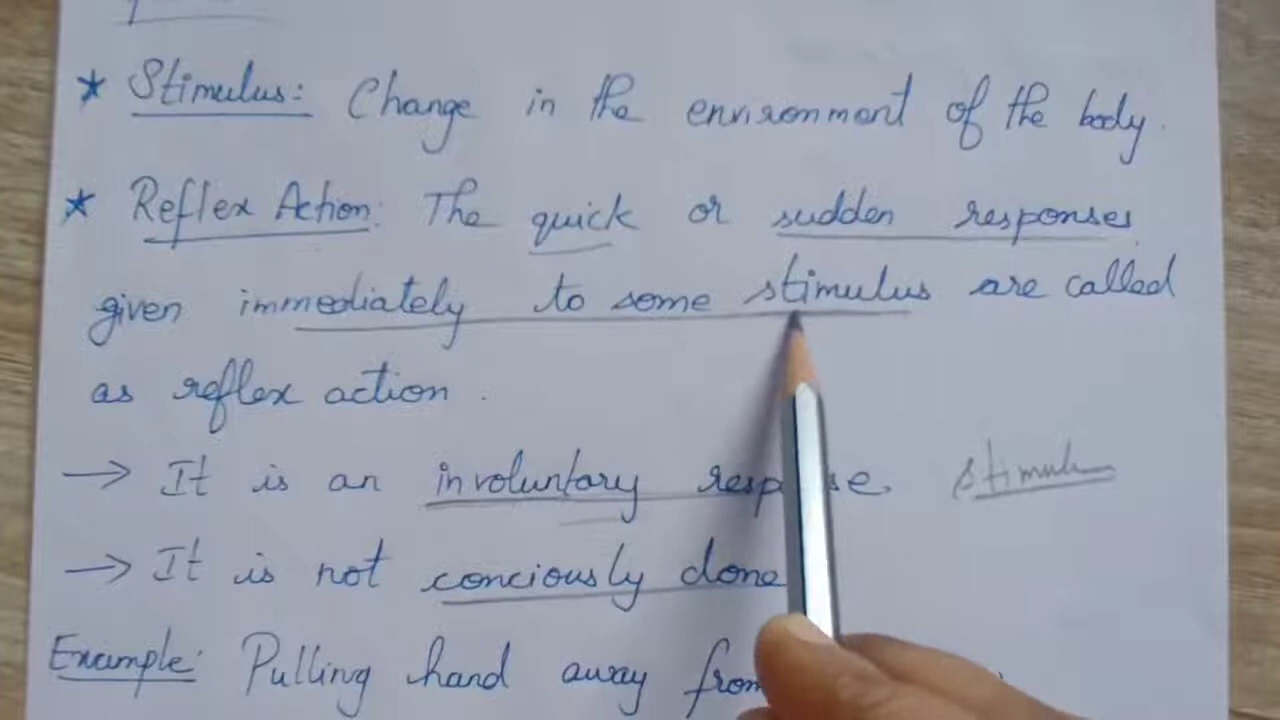 * Stimulus: Change in the environment of the body.
* Reflex Action: The quick or sudden responses
given immediately to some stimulus are called
as reflex action.
→ It is an involuntary response
stimulu
→ It is not conciously done
Example: Pulling hand away from